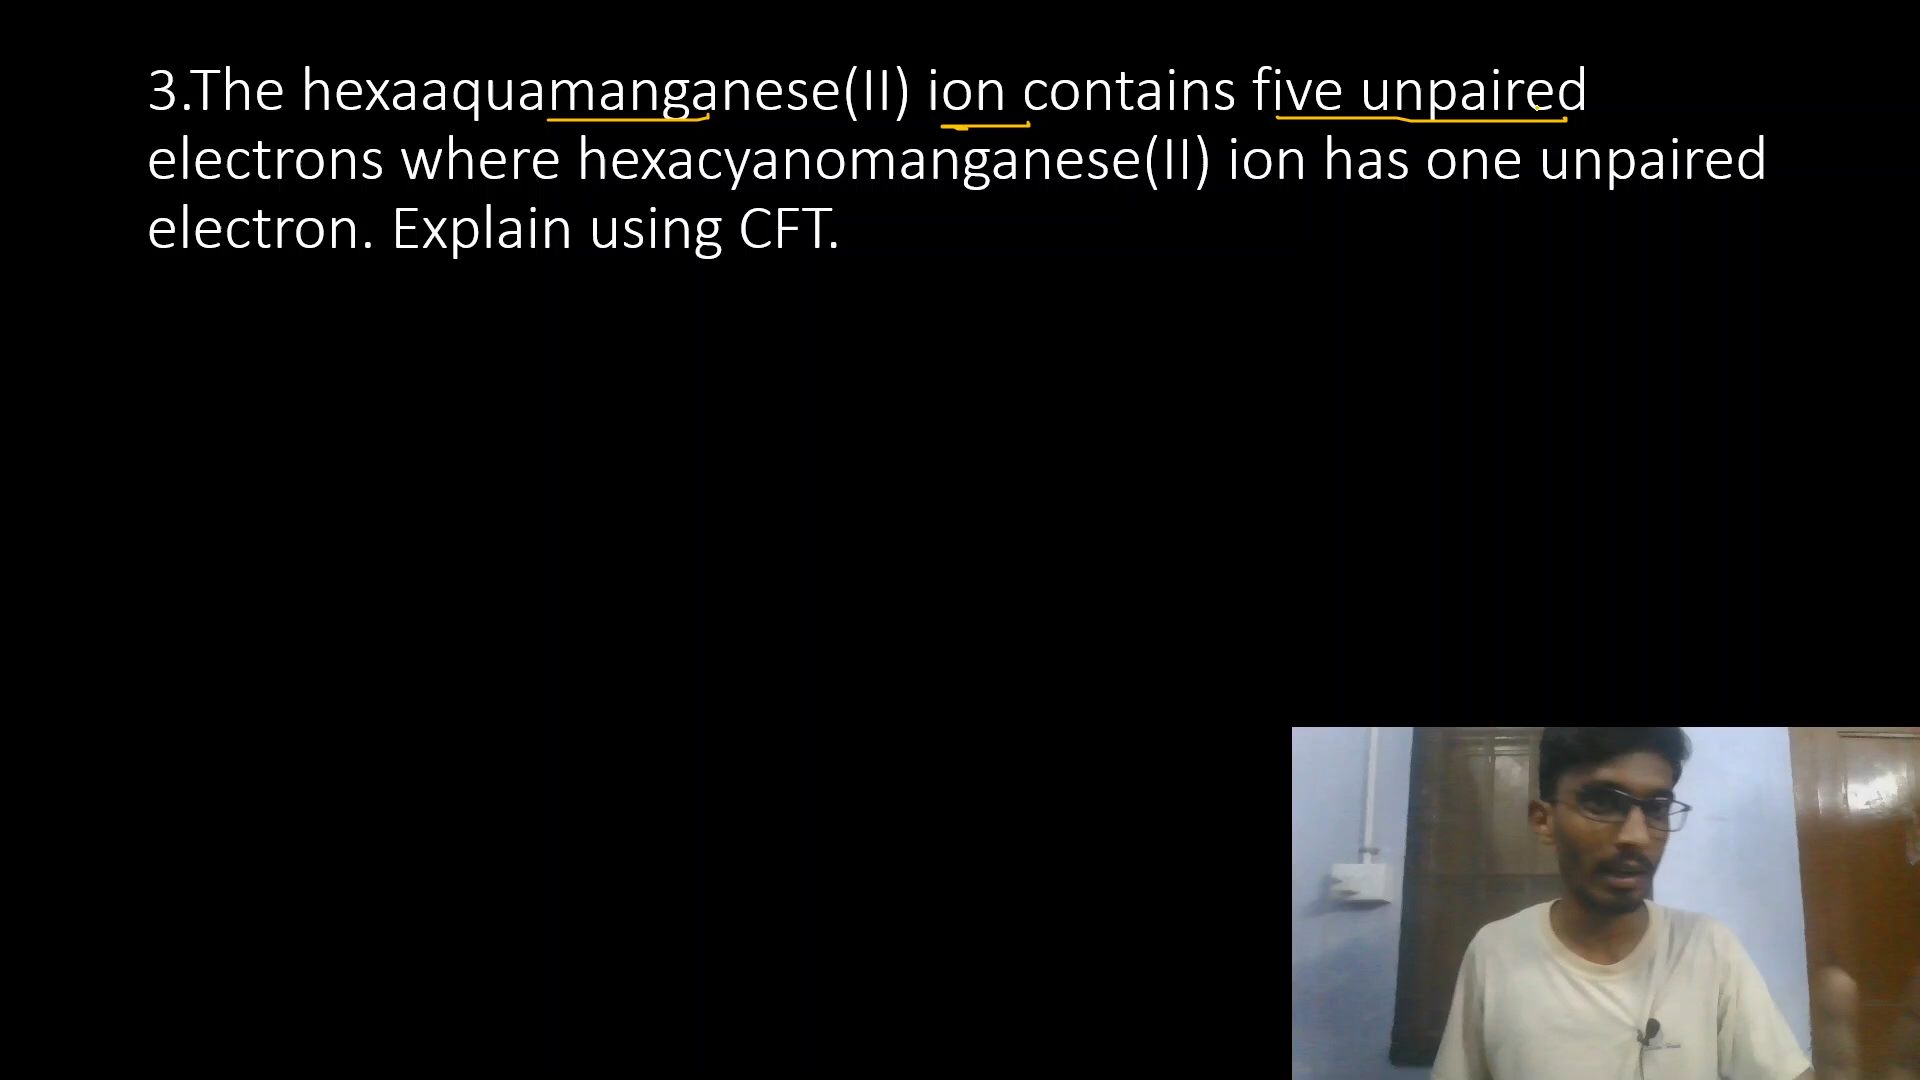 3.The hexaaquamanganese(II) ion contains five unpaired
electrons where hexacyanomanganese(II) ion has one unpaired
electron. Explain using CFT.